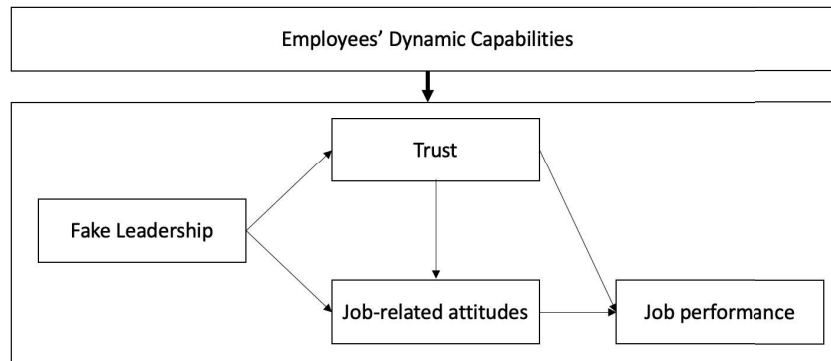 Employees’ Dynamic Capabilities
Trust
Fake Leadership
Job-related attitudes
Job performance